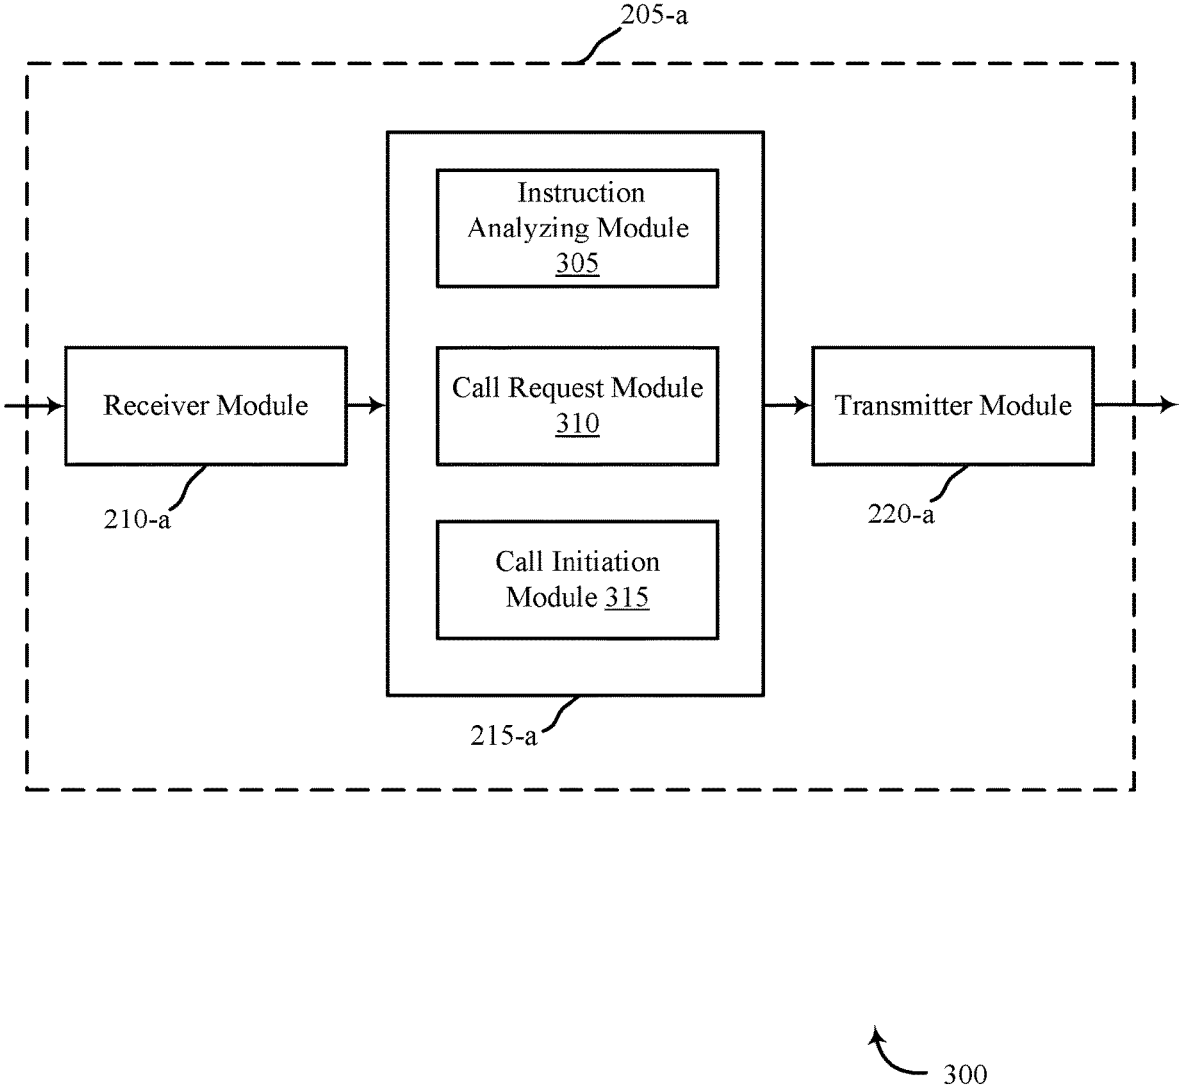 205-a
Instruction
Analyzing Module
305
Receiver Module
210-a
Call Request Module
310
Transmitter Module
220-a
Call Initiation
Module 315
215-a
300